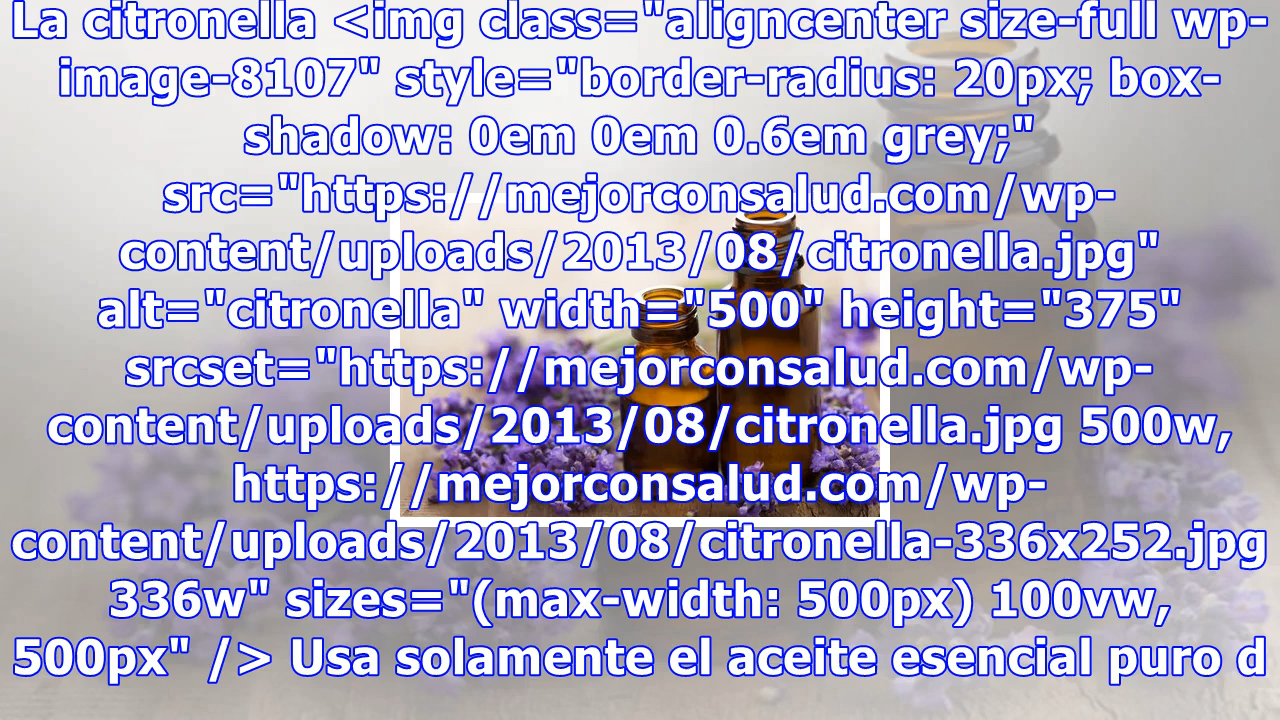 La citronella <img class="aligncenter size-full wp-
image-8107" style="border-radius: 20px; box-
shadow: 0em 0em 0.6em grey;"
src="https://mejorconsalud.com/wp-
content/uploads/2013/08/citronella.jpg"
alt="citronella" width="500" height="375"
srcset="https://mejorconsalud.com/wp-
content/uploads/2013/08/citronella.jpg 500w,
https://mejorconsalud.com/wp-
content/uploads/2013/08/citronella-336x252.jpg
336w" sizes="(max-width: 500px) 100vw,
500px" /> Usa solamente el aceite esencial puro d